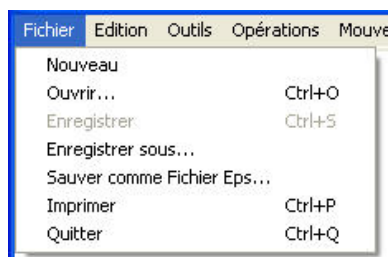 Fichier Edition Outils Opérations
Nouveau
Ouvrir... Ctrl+O
Enregistrer Ctrl+S
Enregistrer sous...
Sauver comme Fichier Eps...
Imprimer Ctrl+P
Quitter Ctrl+Q